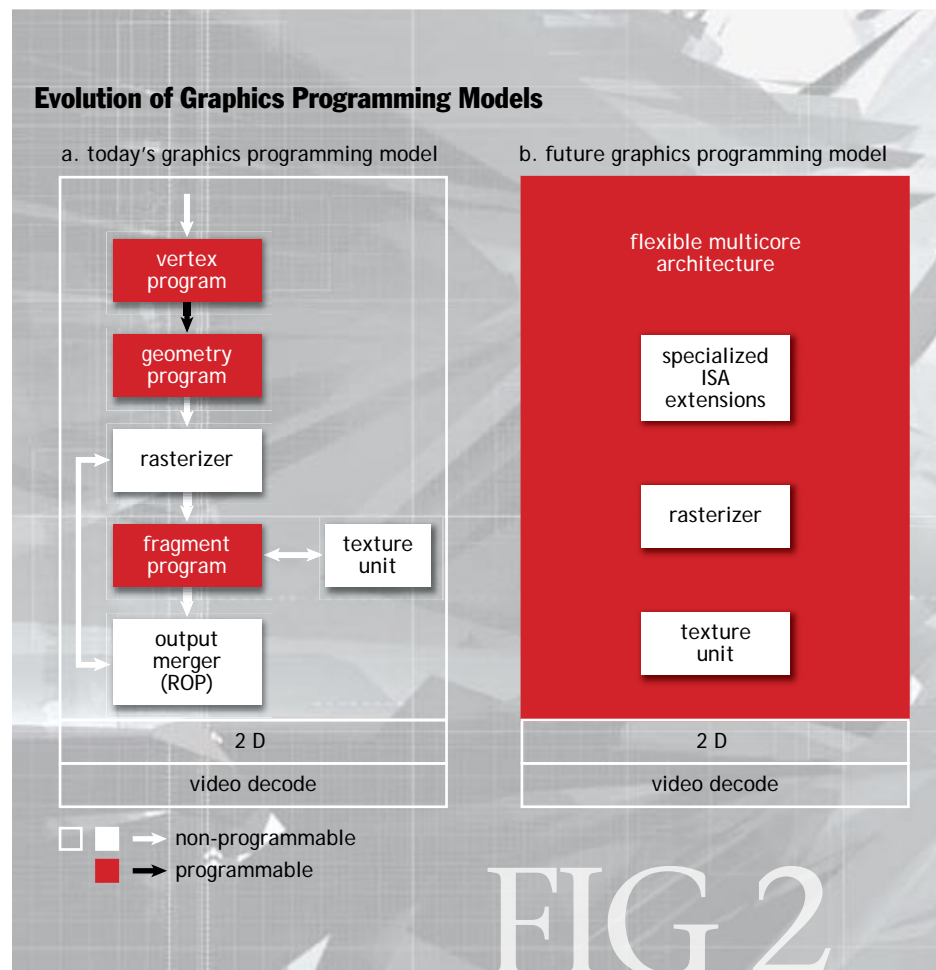 Evolution of Graphics Programming Models
a. today's graphics programming model
vertex
program
geometry
program
rasterizer
fragment
program
texture
unit
output
merger
(ROP)
2 D
video decode
b. future graphics programming model
flexible multicore
architecture
specialized
ISA
extensions
rasterizer
texture
unit
2 D
video decode
non-programmable
programmable
FIG 2